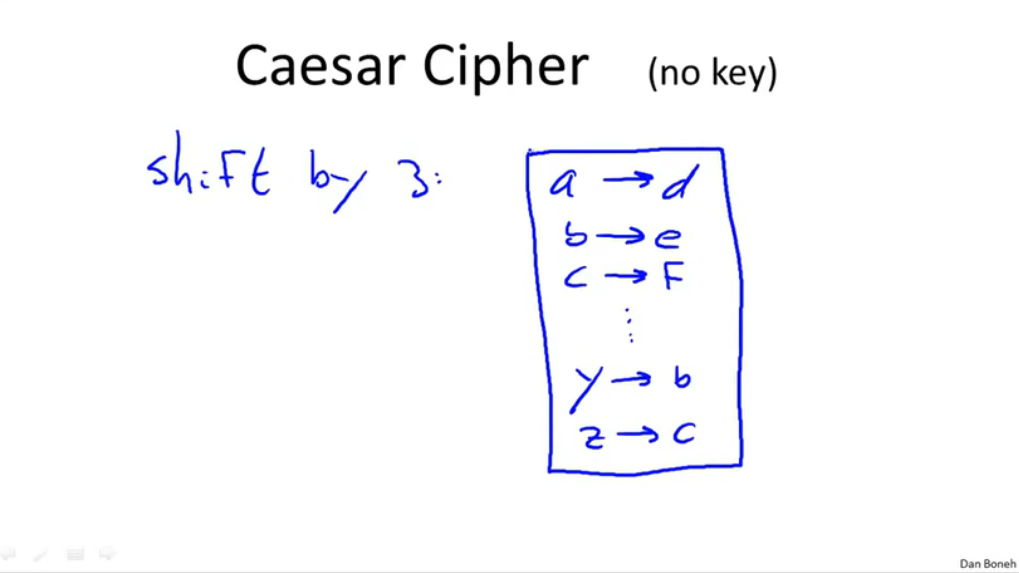 Caesar Cipher (no key)
shift by 3:
a → d
b → e
c → F
⋮
y → b
z → c
Dan Boneh